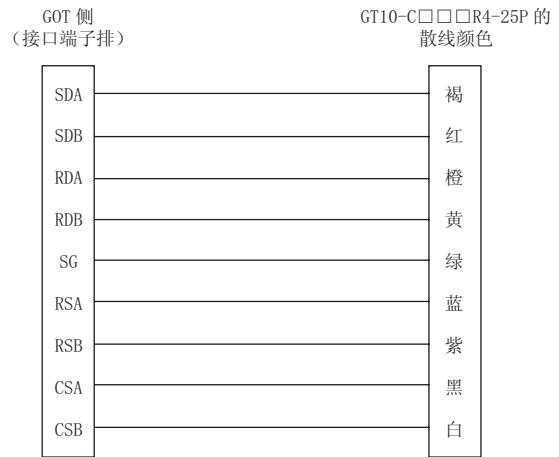 GOT 侧
（接口端子排）
GT10-C□□□R4-25P 的
散线颜色
SDA 褐
SDB 红
RDA 橙
RDB 黄
SG 绿
RSA 蓝
RSB 紫
CSA 黑
CSB 白